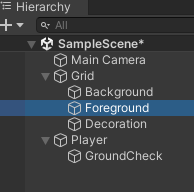 Hierarchy
All
SampleScene*
Main Camera
Grid
Background
Foreground
Decoration
Player
GroundCheck